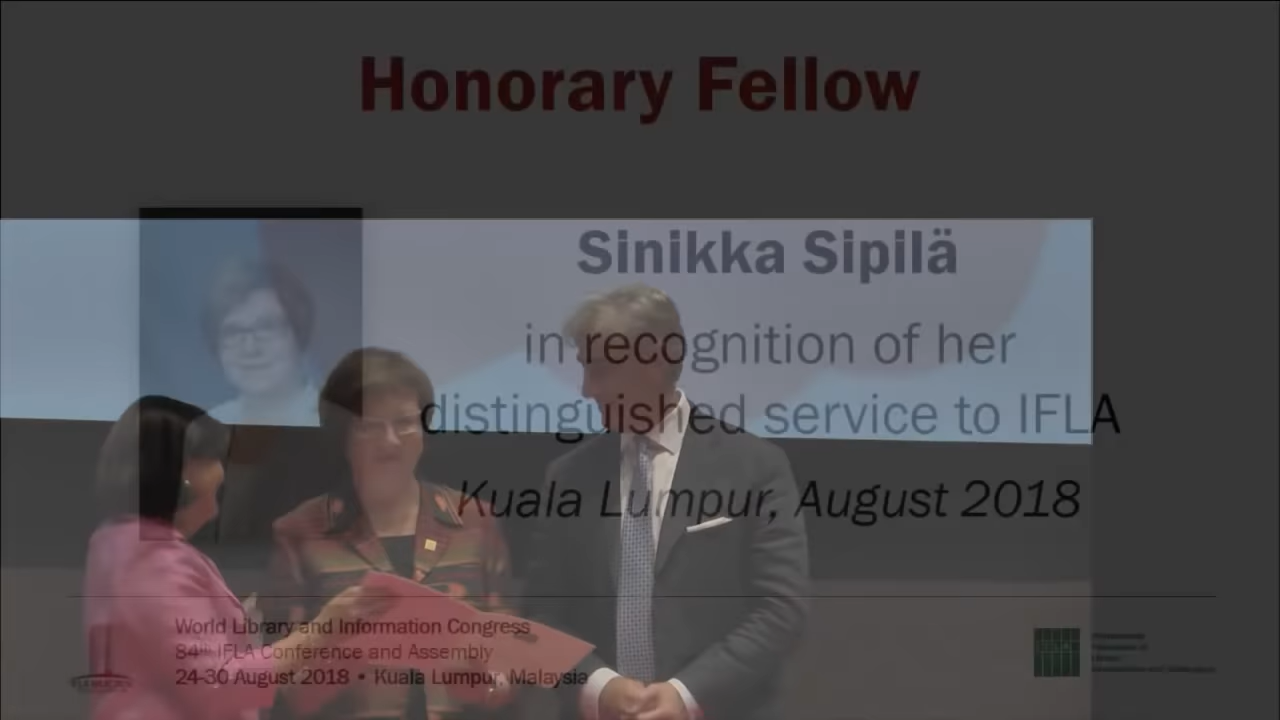 Honorary Fellow
Sinikka Sipilä
in recognition of her
distinguished service to IFLA
Kuala Lumpur, August 2018
World Library and Information Congress
84th IFLA Conference and Assembly
24-30 August 2018 • Kuala Lumpur, Malaysia